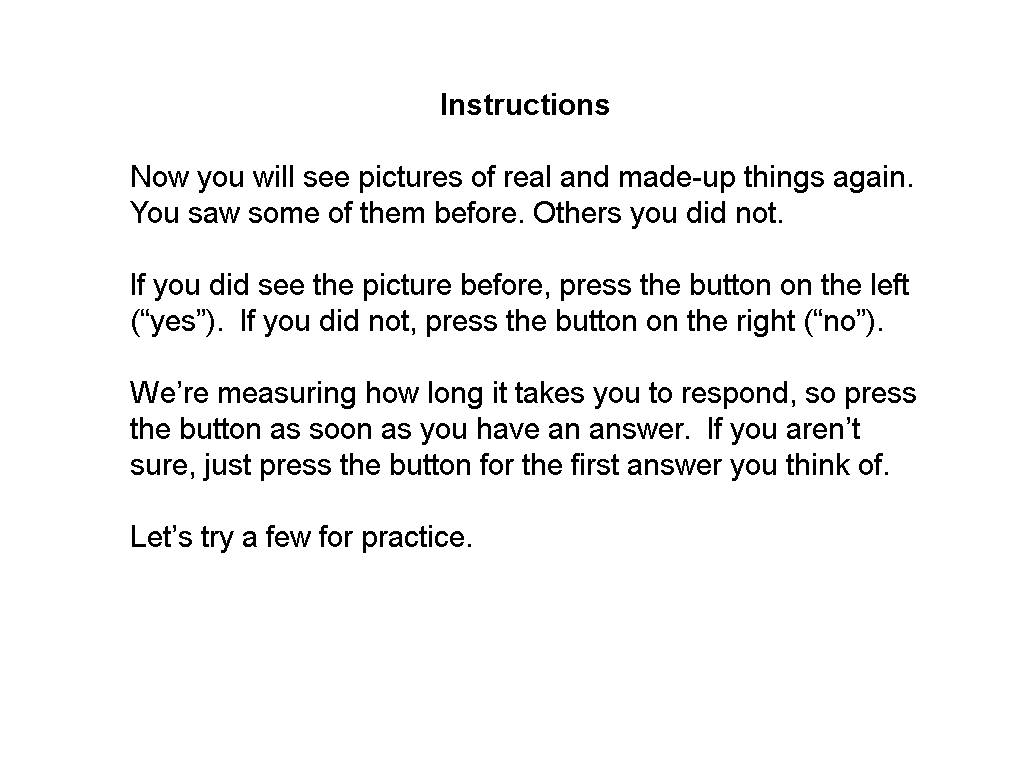 Instructions
Now you will see pictures of real and made-up things again.
You saw some of them before. Others you did not.
If you did see the picture before, press the button on the left
(“yes”).  If you did not, press the button on the right (“no”).
We’re measuring how long it takes you to respond, so press
the button as soon as you have an answer.  If you aren’t
sure, just press the button for the first answer you think of.
Let’s try a few for practice.